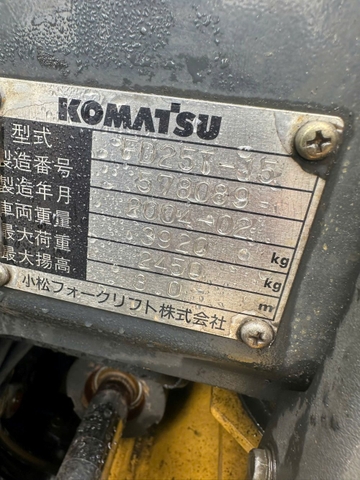 KOMATSU
型式 FD25T-35
製造番号 378089
製造年月 2004-02
車両重量 3920 kg
最大荷重 2450 kg
最大揚高 3.0 m
小松フォークリフト株式会社